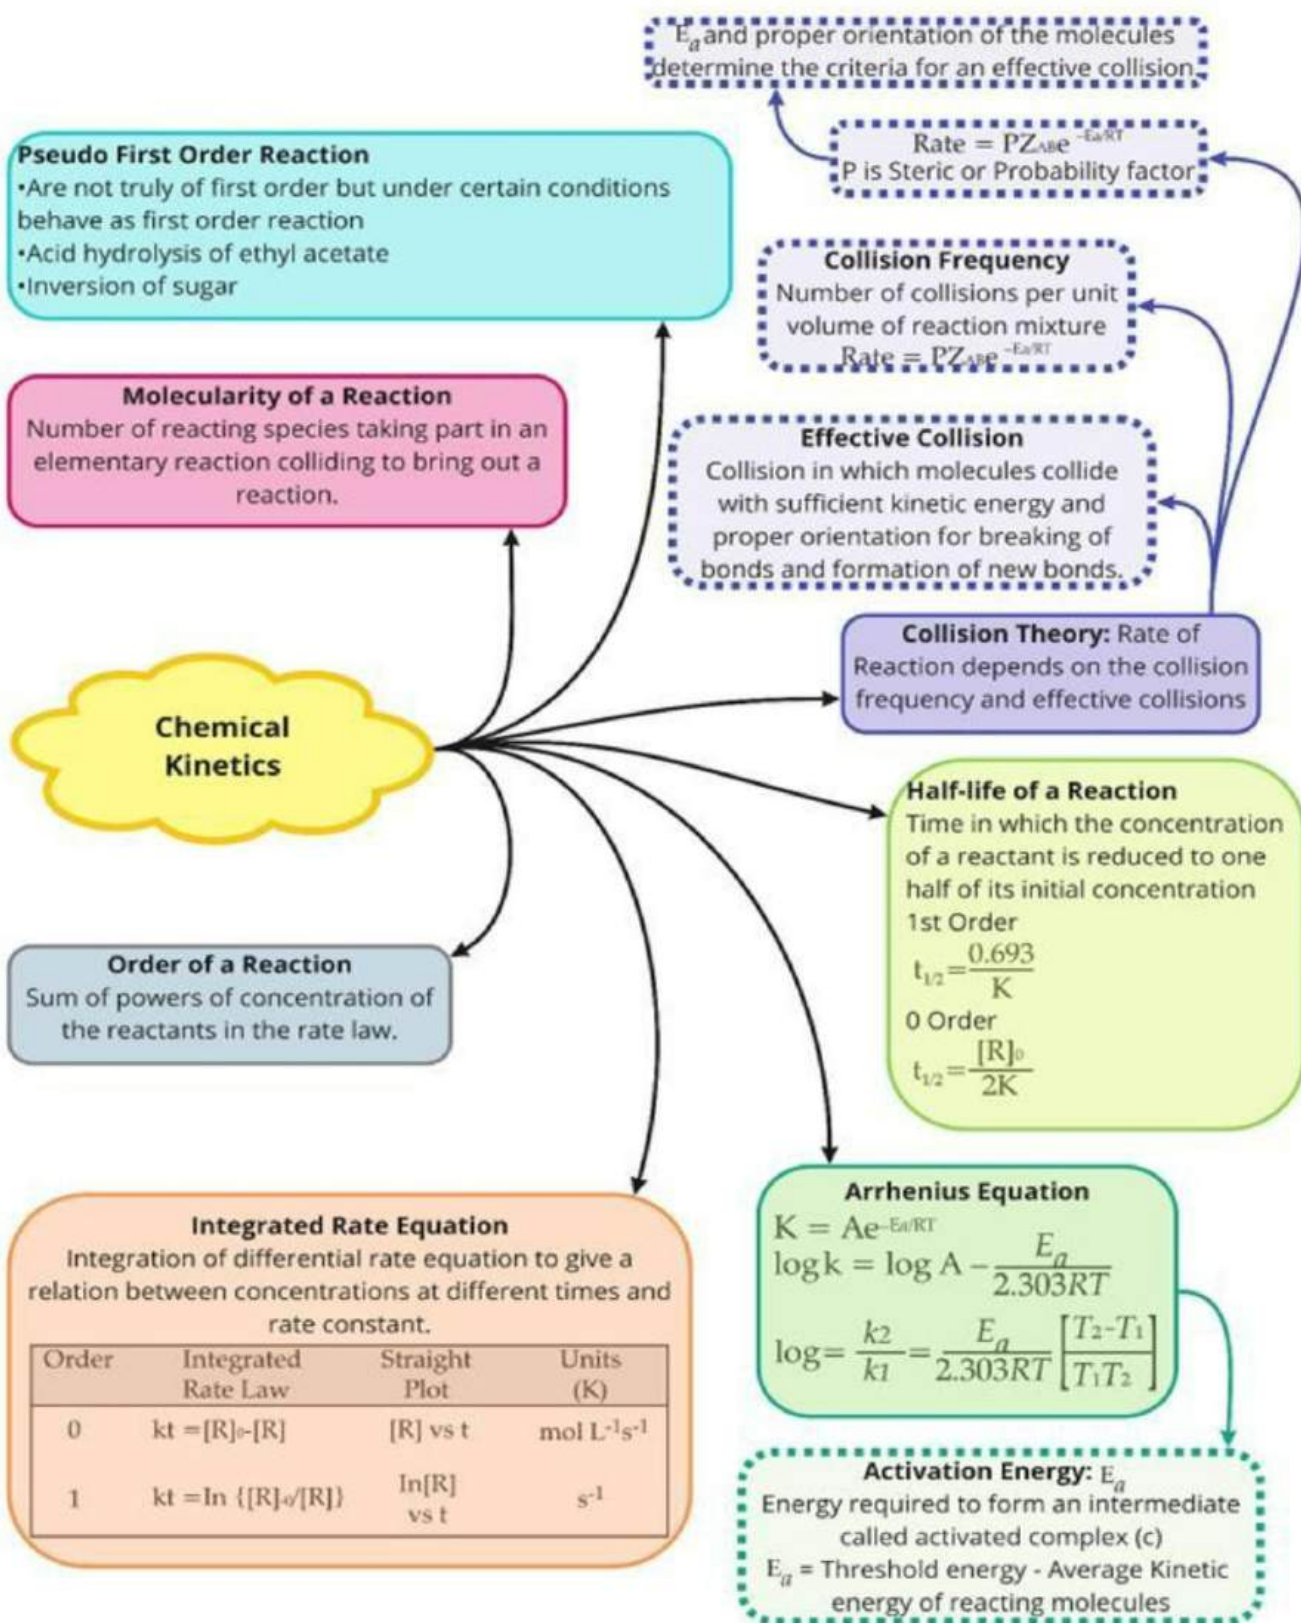 E_a and proper orientation of the molecules
determine the criteria for an effective collision.
Rate = PZ_AB e^-Ea/RT
P is Steric or Probability factor
Pseudo First Order Reaction
•Are not truly of first order but under certain conditions
behave as first order reaction
•Acid hydrolysis of ethyl acetate
•Inversion of sugar
Collision Frequency
Number of collisions per unit
volume of reaction mixture
Rate = PZ_AB e^-Ea/RT
Molecularity of a Reaction
Number of reacting species taking part in an
elementary reaction colliding to bring out a
reaction.
Effective Collision
Collision in which molecules collide
with sufficient kinetic energy and
proper orientation for breaking of
bonds and formation of new bonds.
Collision Theory: Rate of
Reaction depends on the collision
frequency and effective collisions
Chemical
Kinetics
Half-life of a Reaction
Time in which the concentration
of a reactant is reduced to one
half of its initial concentration
1st Order
t_1/2 = 0.693/K
0 Order
t_1/2 = [R]₀/2K
Order of a Reaction
Sum of powers of concentration of
the reactants in the rate law.
Arrhenius Equation
K = Ae^-Ea/RT
log k = log A - E_a/2.303RT
log= k2/k1 = E_a/2.303RT [T₂-T₁/T₁T₂]
Integrated Rate Equation
Integration of differential rate equation to give a
relation between concentrations at different times and
rate constant.
Order Integrated Rate Law Straight Plot Units (K)
0 kt =[R]₀-[R] [R] vs t mol L⁻¹s⁻¹
1 kt =In {[R]₀/[R]} In[R] vs t s⁻¹
Activation Energy: E_a
Energy required to form an intermediate
called activated complex (c)
E_a = Threshold energy - Average Kinetic
energy of reacting molecules